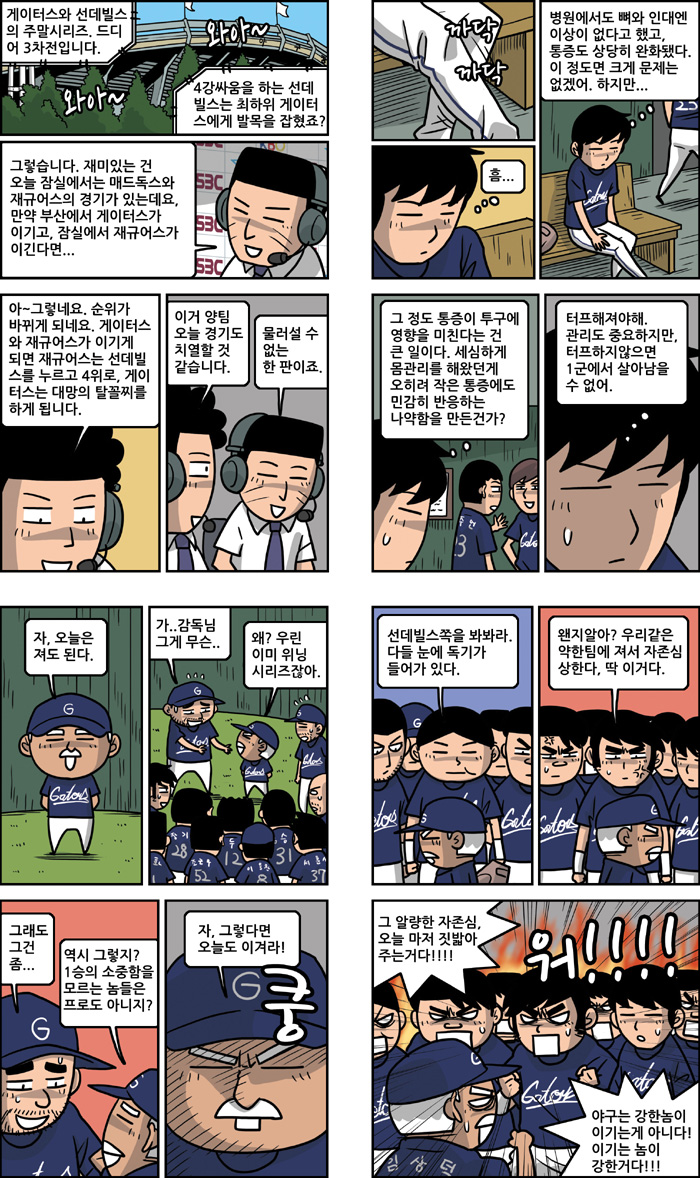 게이터스와 선데빌스
의 주말시리즈. 드디
어 3차전입니다.
와아~
와아~
4강싸움을 하는 선데
빌스는 최하위 게이터
스에게 발목을 잡혔죠?
그렇습니다. 재미있는 건
오늘 잠실에서는 매드독스와
재규어스의 경기가 있는데요,
만약 부산에서 게이터스가
이기고, 잠실에서 재규어스가
이긴다면...
SBC
SBC
SBC
아~그렇네요. 순위가
바뀌게 되네요. 게이터스
와 재규어스가 이기게
되면 재규어스는 선데빌
스를 누르고 4위로, 게이
터스는 대망의 탈꼴찌를
하게 됩니다.
이거 양팀
오늘 경기도
치열할 것
같습니다.
물러설 수
없는
한 판이죠.
까닥
까닥
흠...
병원에서도 뼈와 인대엔
이상이 없다고 했고,
통증도 상당히 완화됐다.
이 정도면 크게 문제는
없겠어. 하지만...
23
Gators
그 정도 통증이 투구에
영향을 미친다는 건
큰 일이다. 세심하게
몸관리를 해왔던게
오히려 작은 통증에도
민감히 반응하는
나약함을 만든건가?
23
Gators
터프해져야해.
관리도 중요하지만,
터프하지않으면
1군에서 살아남을
수 없어.
자, 오늘은
져도 된다.
G
Gators
가..감독님
그게 무슨..
왜? 우린
이미 위닝
시리즈잖아.
G
Gators
28
52
12
8
31
37
그래도
그건
좀...
역시 그렇지?
1승의 소중함을
모르는 놈들은
프로도 아니지?
G
자, 그렇다면
오늘도 이겨라!
G
쿵
선데빌스쪽을 봐봐라.
다들 눈에 독기가
들어가 있다.
Gators
왠지알아? 우리같은
약한팀에 져서 자존심
상한다, 딱 이거다.
Gators
그 알량한 자존심,
오늘 마저 짓밟아
주는거다!!!!
워!!!!
Gators
김상덕
야구는 강한놈이
이기는게 아니다!
이기는 놈이
강한거다!!!